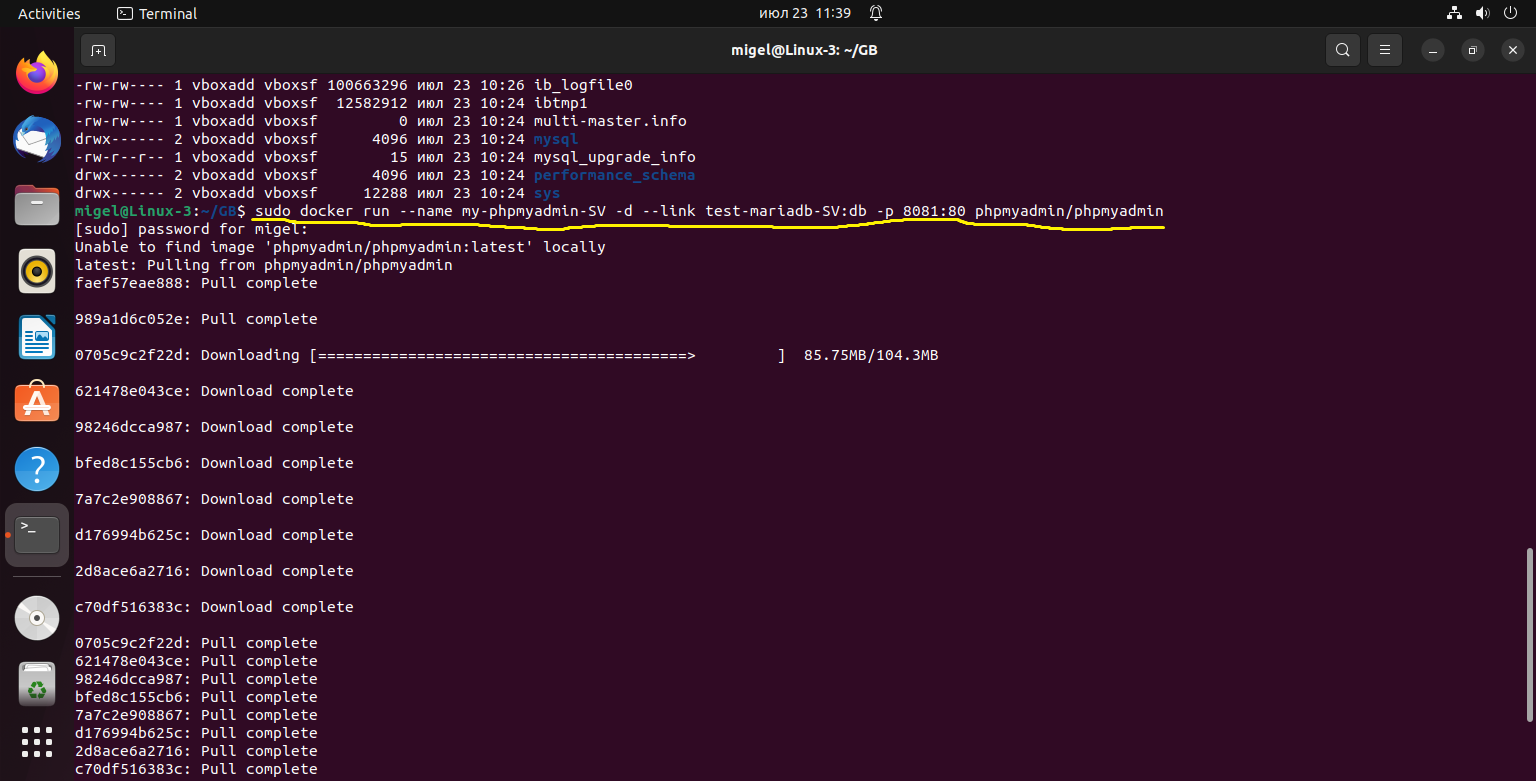 Activities
Terminal
июл 23 11:39
migel@Linux-3: ~/GB
-rw-rw---- 1 vboxadd vboxsf 100663296 июл 23 10:26 ib_logfile0
-rw-rw---- 1 vboxadd vboxsf  12582912 июл 23 10:24 ibtmp1
-rw-rw---- 1 vboxadd vboxsf         0 июл 23 10:24 multi-master.info
drwx------ 2 vboxadd vboxsf      4096 июл 23 10:24 mysql
-rw-r--r-- 1 vboxadd vboxsf        15 июл 23 10:24 mysql_upgrade_info
drwx------ 2 vboxadd vboxsf      4096 июл 23 10:24 performance_schema
drwx------ 2 vboxadd vboxsf     12288 июл 23 10:24 sys
migel@Linux-3:~/GB$ sudo docker run --name my-phpmyadmin-SV -d --link test-mariadb-SV:db -p 8081:80 phpmyadmin/phpmyadmin
[sudo] password for migel:
Unable to find image 'phpmyadmin/phpmyadmin:latest' locally
latest: Pulling from phpmyadmin/phpmyadmin
faef57eae888: Pull complete
989a1d6c052e: Pull complete
0705c9c2f22d: Downloading [=========================================>         ]  85.75MB/104.3MB
621478e043ce: Download complete
98246dcca987: Download complete
bfed8c155cb6: Download complete
7a7c2e908867: Download complete
d176994b625c: Download complete
2d8ace6a2716: Download complete
c70df516383c: Download complete
0705c9c2f22d: Pull complete
621478e043ce: Pull complete
98246dcca987: Pull complete
bfed8c155cb6: Pull complete
7a7c2e908867: Pull complete
d176994b625c: Pull complete
2d8ace6a2716: Pull complete
c70df516383c: Pull complete